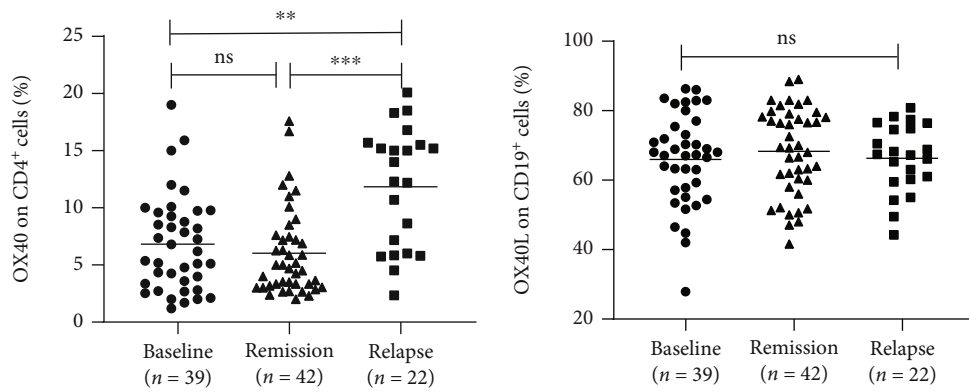 **
ns
***
OX40 on CD4+ cells (%)
25
20
15
10
5
0
Baseline
(n = 39)
Remission
(n = 42)
Relapse
(n = 22)
ns
OX40L on CD19+ cells (%)
100
80
60
40
20
Baseline
(n = 39)
Remission
(n = 42)
Relapse
(n = 22)